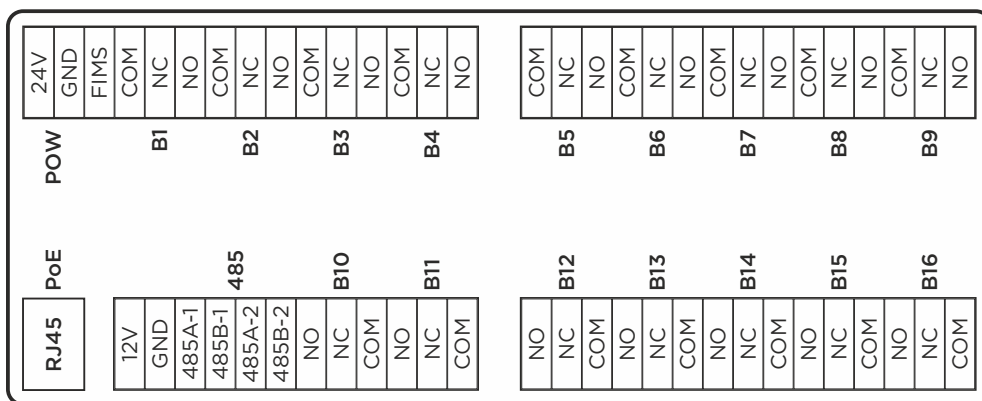 24V GND FIMS COM NC NO COM NC NO COM NC NO COM NC NO
COM NC NO COM NC NO COM NC NO COM NC NO COM NC NO
POW B1 B2 B3 B4 B5 B6 B7 B8 B9
PoE 485 B10 B11 B12 B13 B14 B15 B16
RJ45
12V GND 485A-1 485B-1 485A-2 485B-2 NO NC COM NO NC COM
NO NC COM NO NC COM NO NC COM NO NC COM NO NC COM